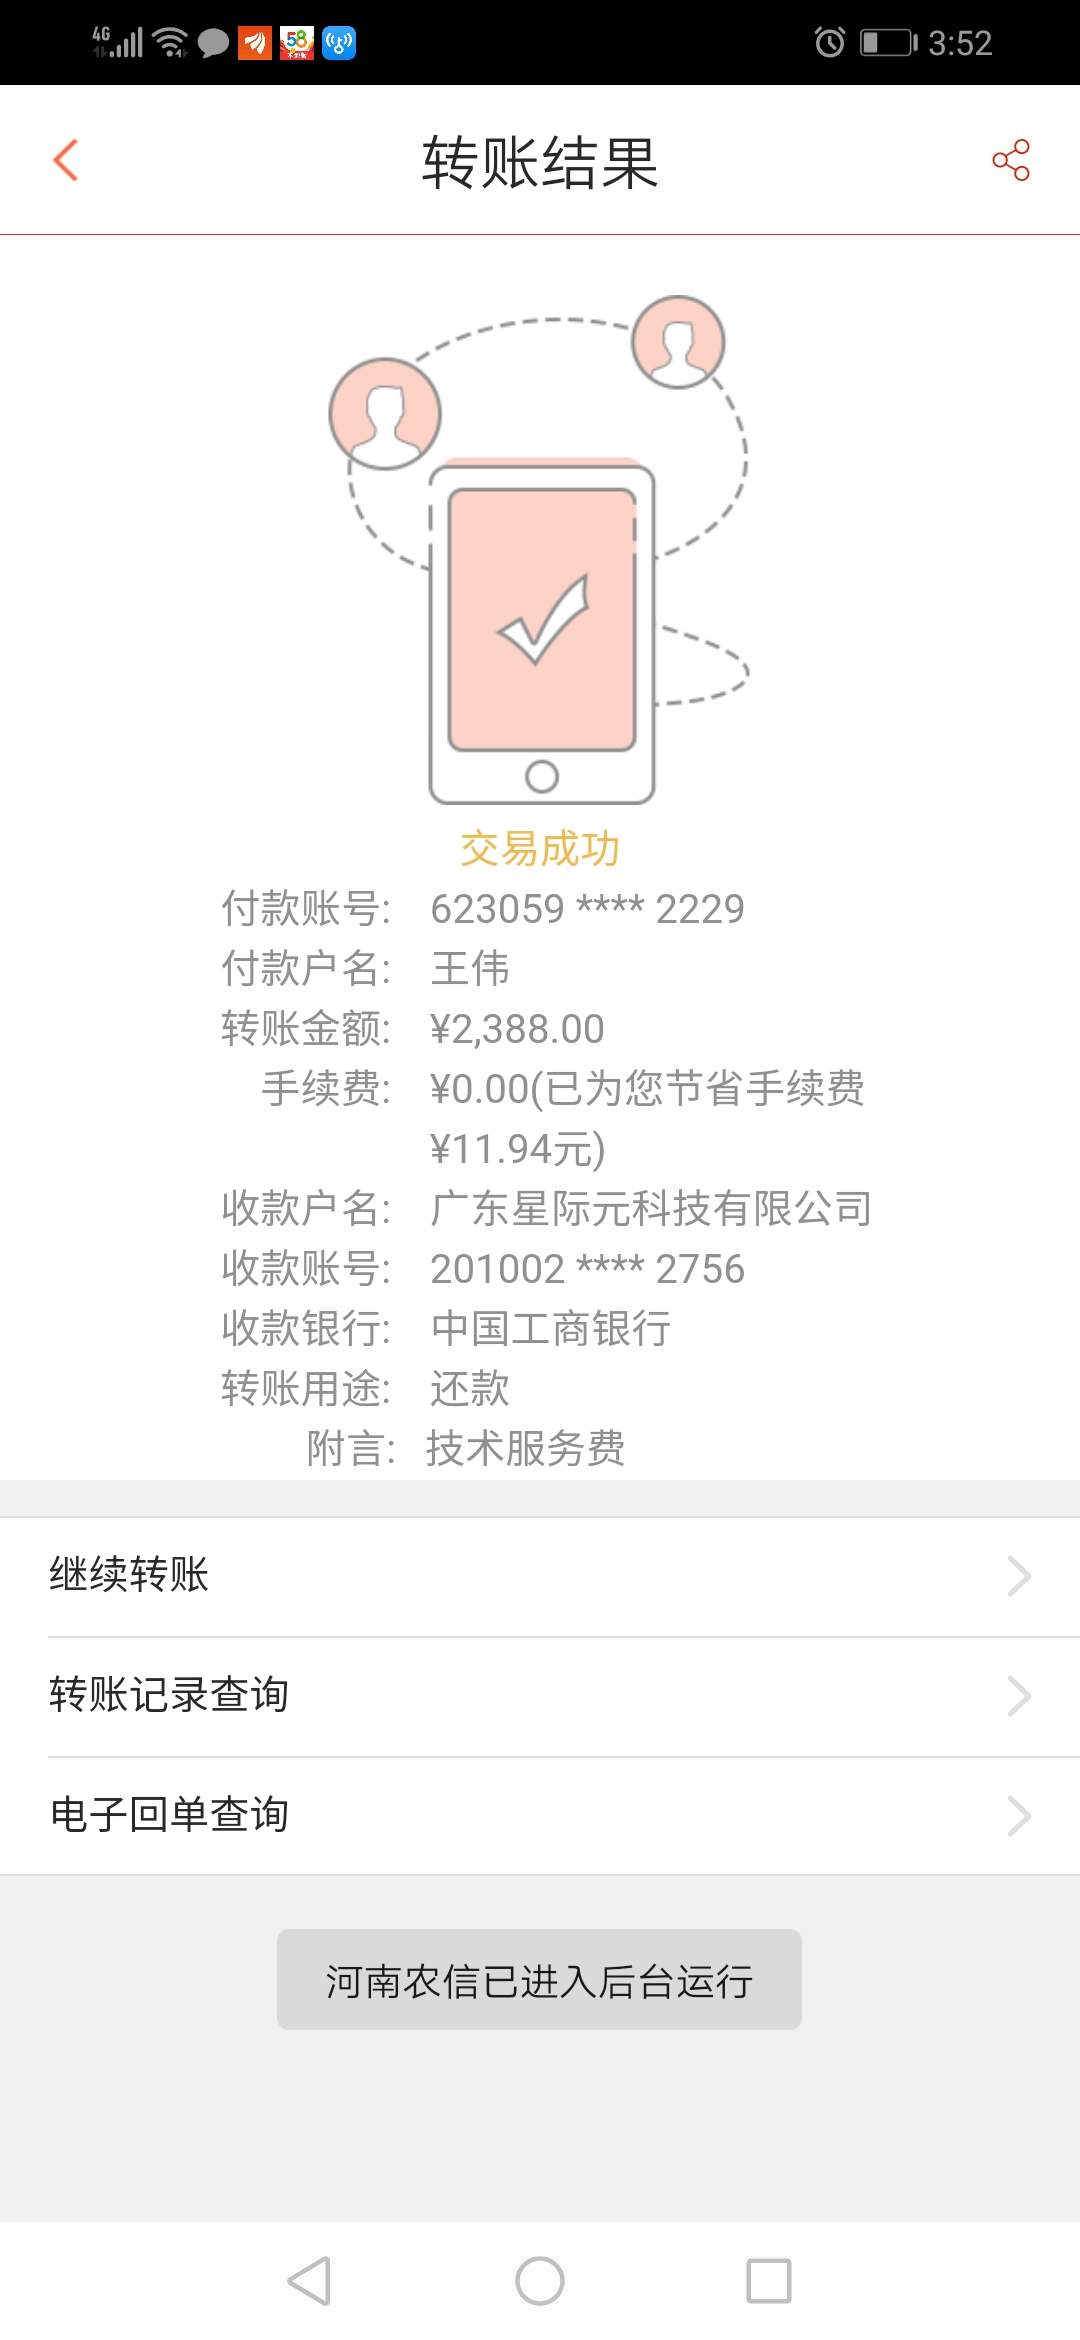 4G 58 3:52
转账结果
交易成功
付款账号: 623059 **** 2229
付款户名: 王伟
转账金额: ¥2,388.00
手续费: ¥0.00(已为您节省手续费
¥11.94元)
收款户名: 广东星际元科技有限公司
收款账号: 201002 **** 2756
收款银行: 中国工商银行
转账用途: 还款
附言: 技术服务费
继续转账
转账记录查询
电子回单查询
河南农信已进入后台运行